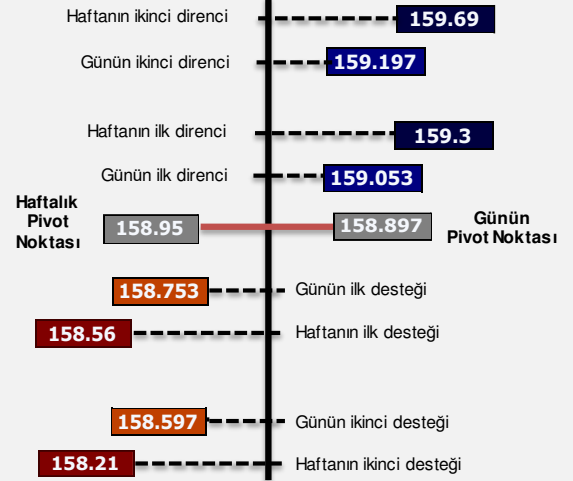 Haftanın ikinci direnci
159.69
Günün ikinci direnci
159.197
Haftanın ilk direnci
159.3
Günün ilk direnci
159.053
Haftalık
Pivot
Noktası
158.95
158.897
Günün
Pivot Noktası
158.753
Günün ilk desteği
158.56
Haftanın ilk desteği
158.597
Günün ikinci desteği
158.21
Haftanın ikinci desteği